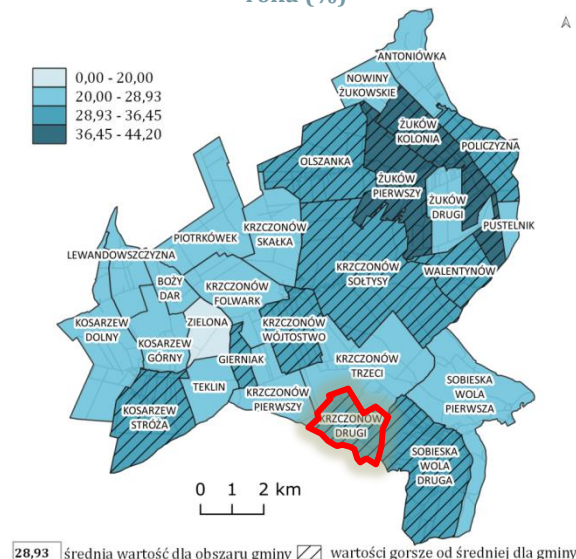 roku (%)
0,00 - 20,00
20,00 - 28,93
28,93 - 36,45
36,45 - 44,20
ANTONIÓWKA
NOWINY
ŻUKOWSKIE
ŻUKÓW
KOLONIA
POLICZYZNA
OLSZANKA
ŻUKÓW
PIERWSZY
ŻUKÓW
DRUGI
PUSTELNIK
PIOTRKÓWEK
KRZCZONÓW
SKAŁKA
LEWANDOWSZCZYZNA
BOŻY
DAR
KRZCZONÓW
FOLWARK
KRZCZONÓW
SOŁTYSY
WALENTYNÓW
KOSARZEW
DOLNY
ZIELONA
KRZCZONÓW
WÓJTOSTWO
KOSARZEW
GÓRNY
GIERNIAK
KRZCZONÓW
TRZECI
TEKLIN
KRZCZONÓW
PIERWSZY
SOBIESKA
WOLA
PIERWSZA
KOSARZEW
STRÓŻA
KRZCZONÓW
DRUGI
SOBIESKA
WOLA
DRUGA
0 1 2 km
28,93 średnia wartość dla obszaru gminy wartości gorsze od średniej dla gminy